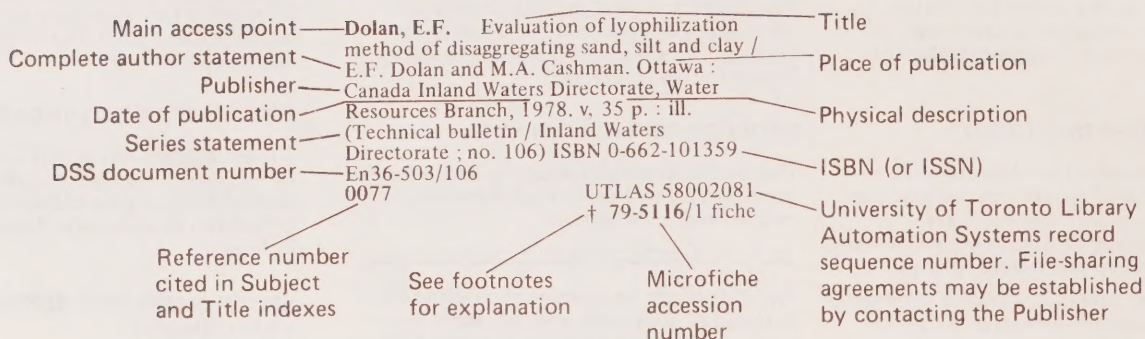 Main access point
Complete author statement
Publisher
Date of publication
Series statement
DSS document number
Dolan, E.F. Evaluation of lyophilization
method of disaggregating sand, silt and clay /
E.F. Dolan and M.A. Cashman. Ottawa :
Canada Inland Waters Directorate, Water
Resources Branch, 1978. v, 35 p. : ill.
(Technical bulletin / Inland Waters
Directorate ; no. 106) ISBN 0-662-101359
En36-503/106
0077
UTLAS 58002081
† 79-5116/1 fiche
Title
Place of publication
Physical description
ISBN (or ISSN)
University of Toronto Library
Automation Systems record
sequence number. File-sharing
agreements may be established
by contacting the Publisher
Reference number
cited in Subject
and Title indexes
See footnotes
for explanation
Microfiche
accession
number